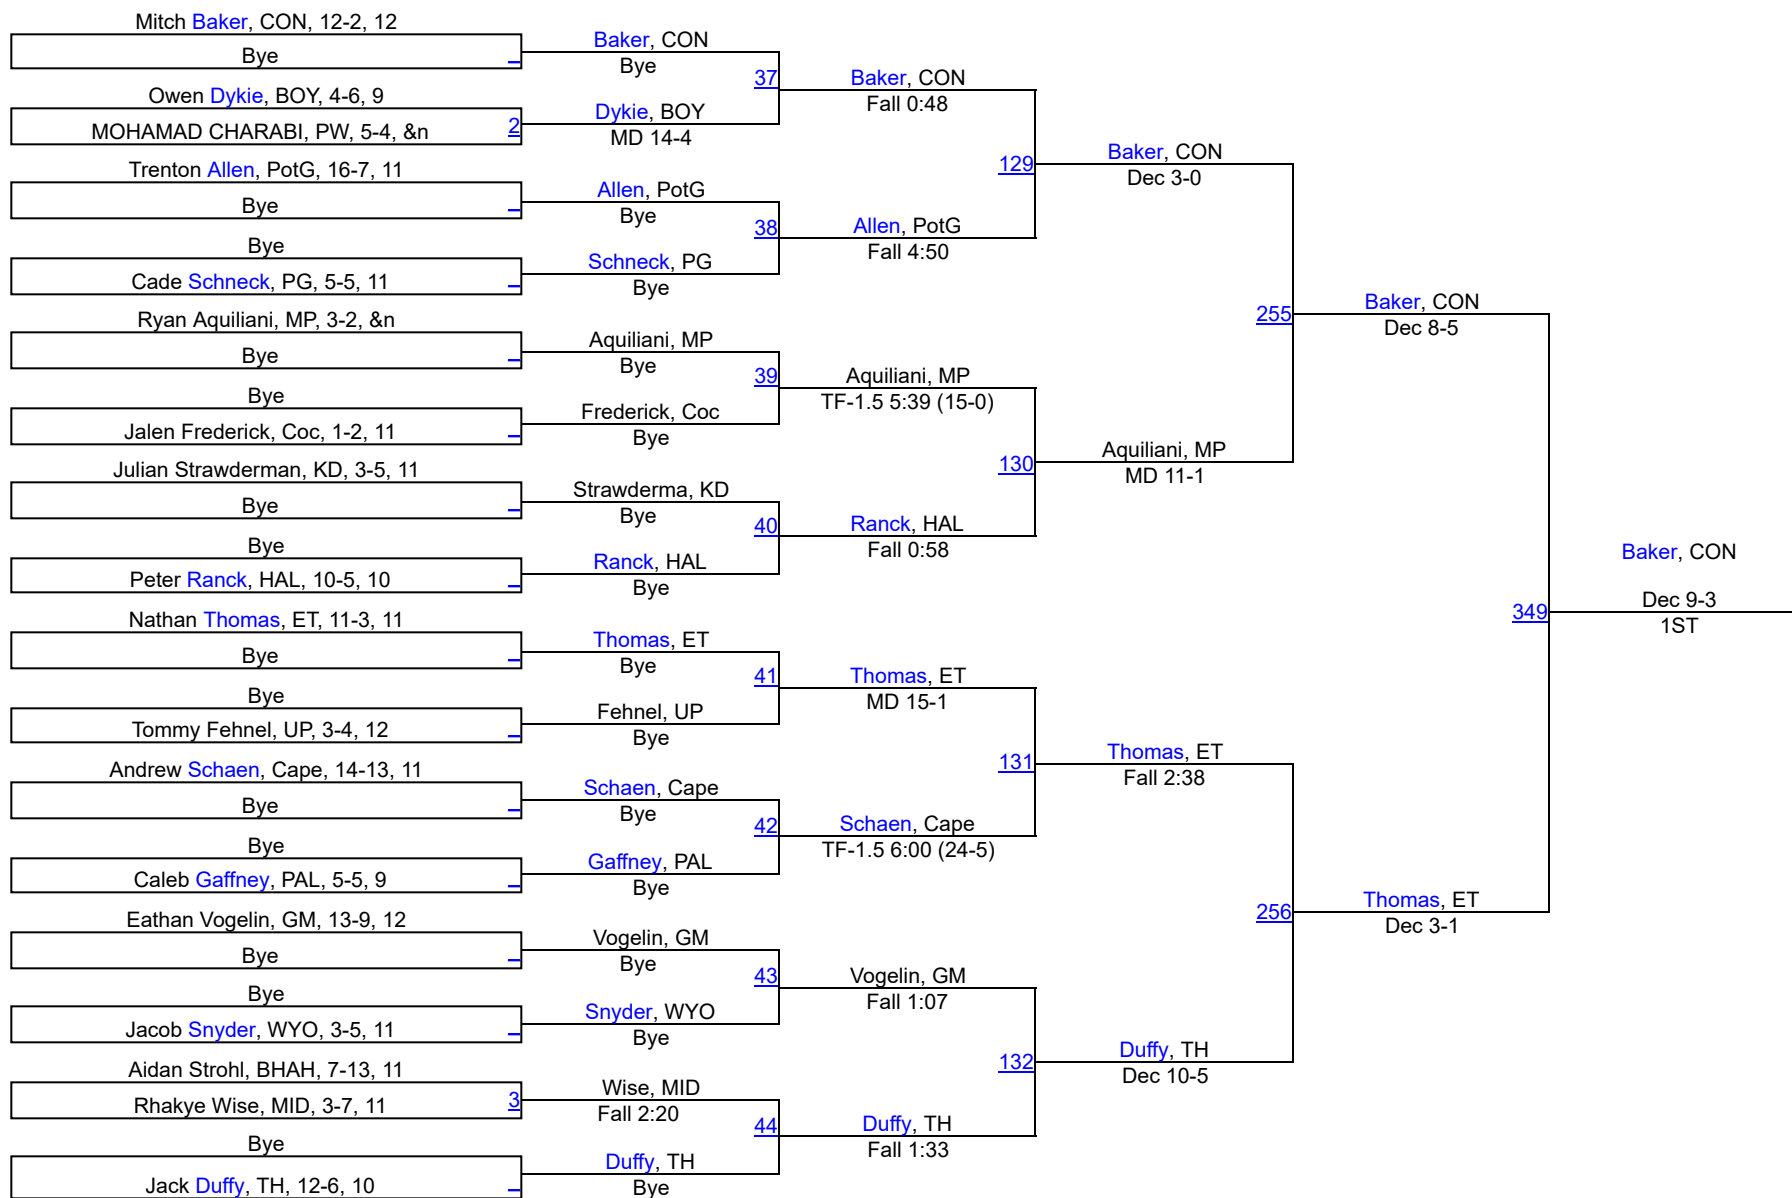 Mitch Baker, CON, 12-2, 12
Bye
_
Owen Dykie, BOY, 4-6, 9
MOHAMAD CHARABI, PW, 5-4, &n
2
Trenton Allen, PotG, 16-7, 11
Bye
_
Bye
Cade Schneck, PG, 5-5, 11
_
Ryan Aquiliani, MP, 3-2, &n
Bye
_
Bye
Jalen Frederick, Coc, 1-2, 11
_
Julian Strawderman, KD, 3-5, 11
Bye
_
Bye
Peter Ranck, HAL, 10-5, 10
_
Nathan Thomas, ET, 11-3, 11
Bye
_
Bye
Tommy Fehnel, UP, 3-4, 12
_
Andrew Schaen, Cape, 14-13, 11
Bye
_
Bye
Caleb Gaffney, PAL, 5-5, 9
_
Eathan Vogelin, GM, 13-9, 12
Bye
_
Bye
Jacob Snyder, WYO, 3-5, 11
_
Aidan Strohl, BHAH, 7-13, 11
Rhakye Wise, MID, 3-7, 11
3
Bye
Jack Duffy, TH, 12-6, 10
_
Baker, CON
Bye
37
Dykie, BOY
MD 14-4
Allen, PotG
Bye
38
Schneck, PG
Bye
Aquiliani, MP
Bye
39
Frederick, Coc
Bye
Strawderma, KD
Bye
40
Ranck, HAL
Bye
Thomas, ET
Bye
41
Fehnel, UP
Bye
Schaen, Cape
Bye
42
Gaffney, PAL
Bye
Vogelin, GM
Bye
43
Snyder, WYO
Bye
Wise, MID
Fall 2:20
44
Duffy, TH
Bye
Baker, CON
Fall 0:48
129
Allen, PotG
Fall 4:50
Aquiliani, MP
TF-1.5 5:39 (15-0)
130
Ranck, HAL
Fall 0:58
Thomas, ET
MD 15-1
131
Schaen, Cape
TF-1.5 6:00 (24-5)
Vogelin, GM
Fall 1:07
132
Duffy, TH
Fall 1:33
Baker, CON
Dec 3-0
255
Aquiliani, MP
MD 11-1
Thomas, ET
Fall 2:38
256
Duffy, TH
Dec 10-5
Baker, CON
Dec 8-5
349
Thomas, ET
Dec 3-1
Baker, CON
Dec 9-3
1ST